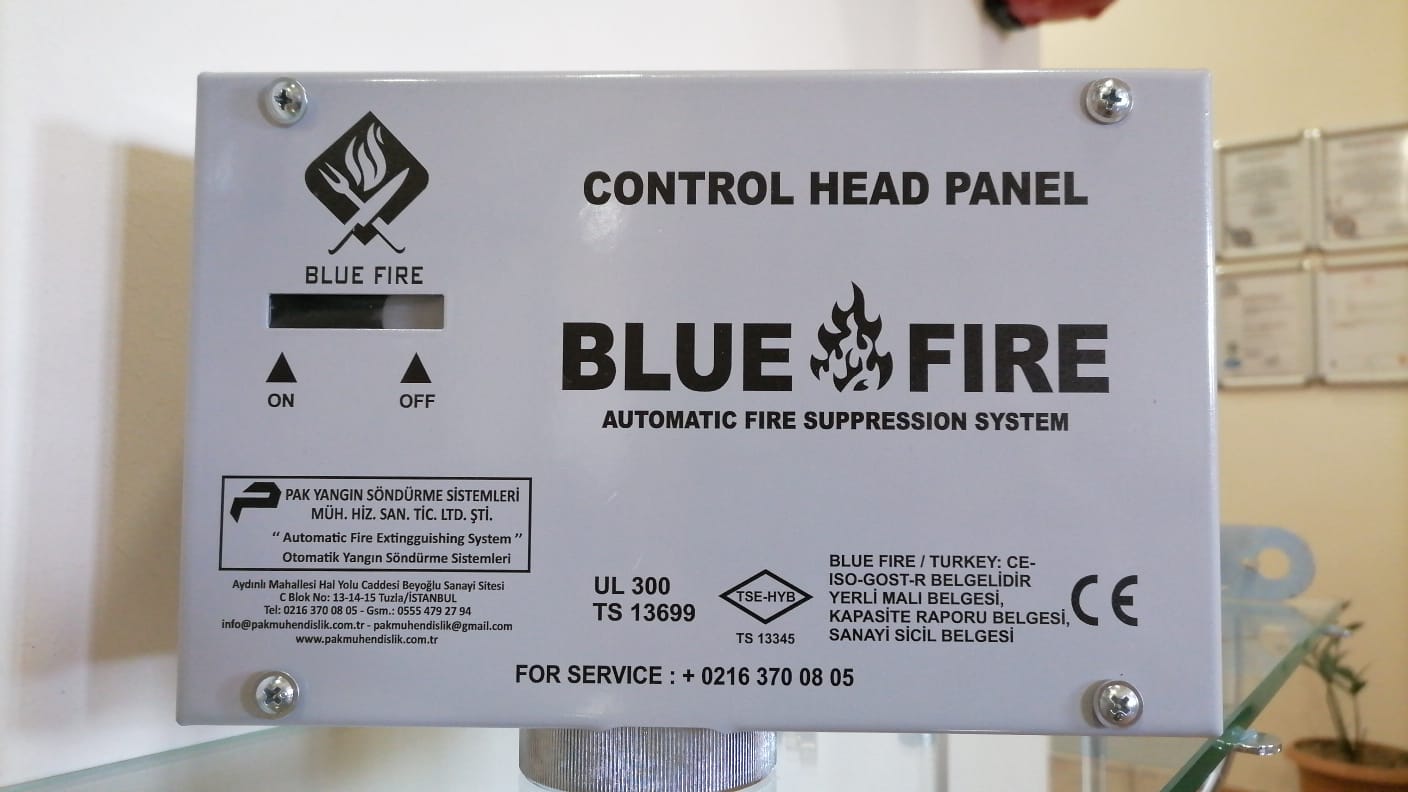 BLUE FIRE
ON
OFF
CONTROL HEAD PANEL
BLUE FIRE
AUTOMATIC FIRE SUPPRESSION SYSTEM
PAK YANGIN SÖNDÜRME SİSTEMLERİ
MÜH. HİZ. SAN. TİC. LTD. ŞTİ.
“ Automatic Fire Extingguishing System ”
Otomatik Yangın Söndürme Sistemleri
Aydınlı Mahallesi Hal Yolu Caddesi Beyoğlu Sanayi Sitesi
C Blok No: 13-14-15 Tuzla/İSTANBUL
Tel: 0216 370 08 05 - Gsm.: 0555 479 27 94
info@pakmuhendislik.com.tr - pakmuhendislik@gmail.com
www.pakmuhendislik.com.tr
UL 300
TS 13699
TSE-HYB
TS 13345
BLUE FIRE / TURKEY: CE-
ISO-GOST-R BELGELİDİR
YERLİ MALI BELGESİ,
KAPASİTE RAPORU BELGESİ,
SANAYİ SİCİL BELGESİ
CE
FOR SERVICE : + 0216 370 08 05